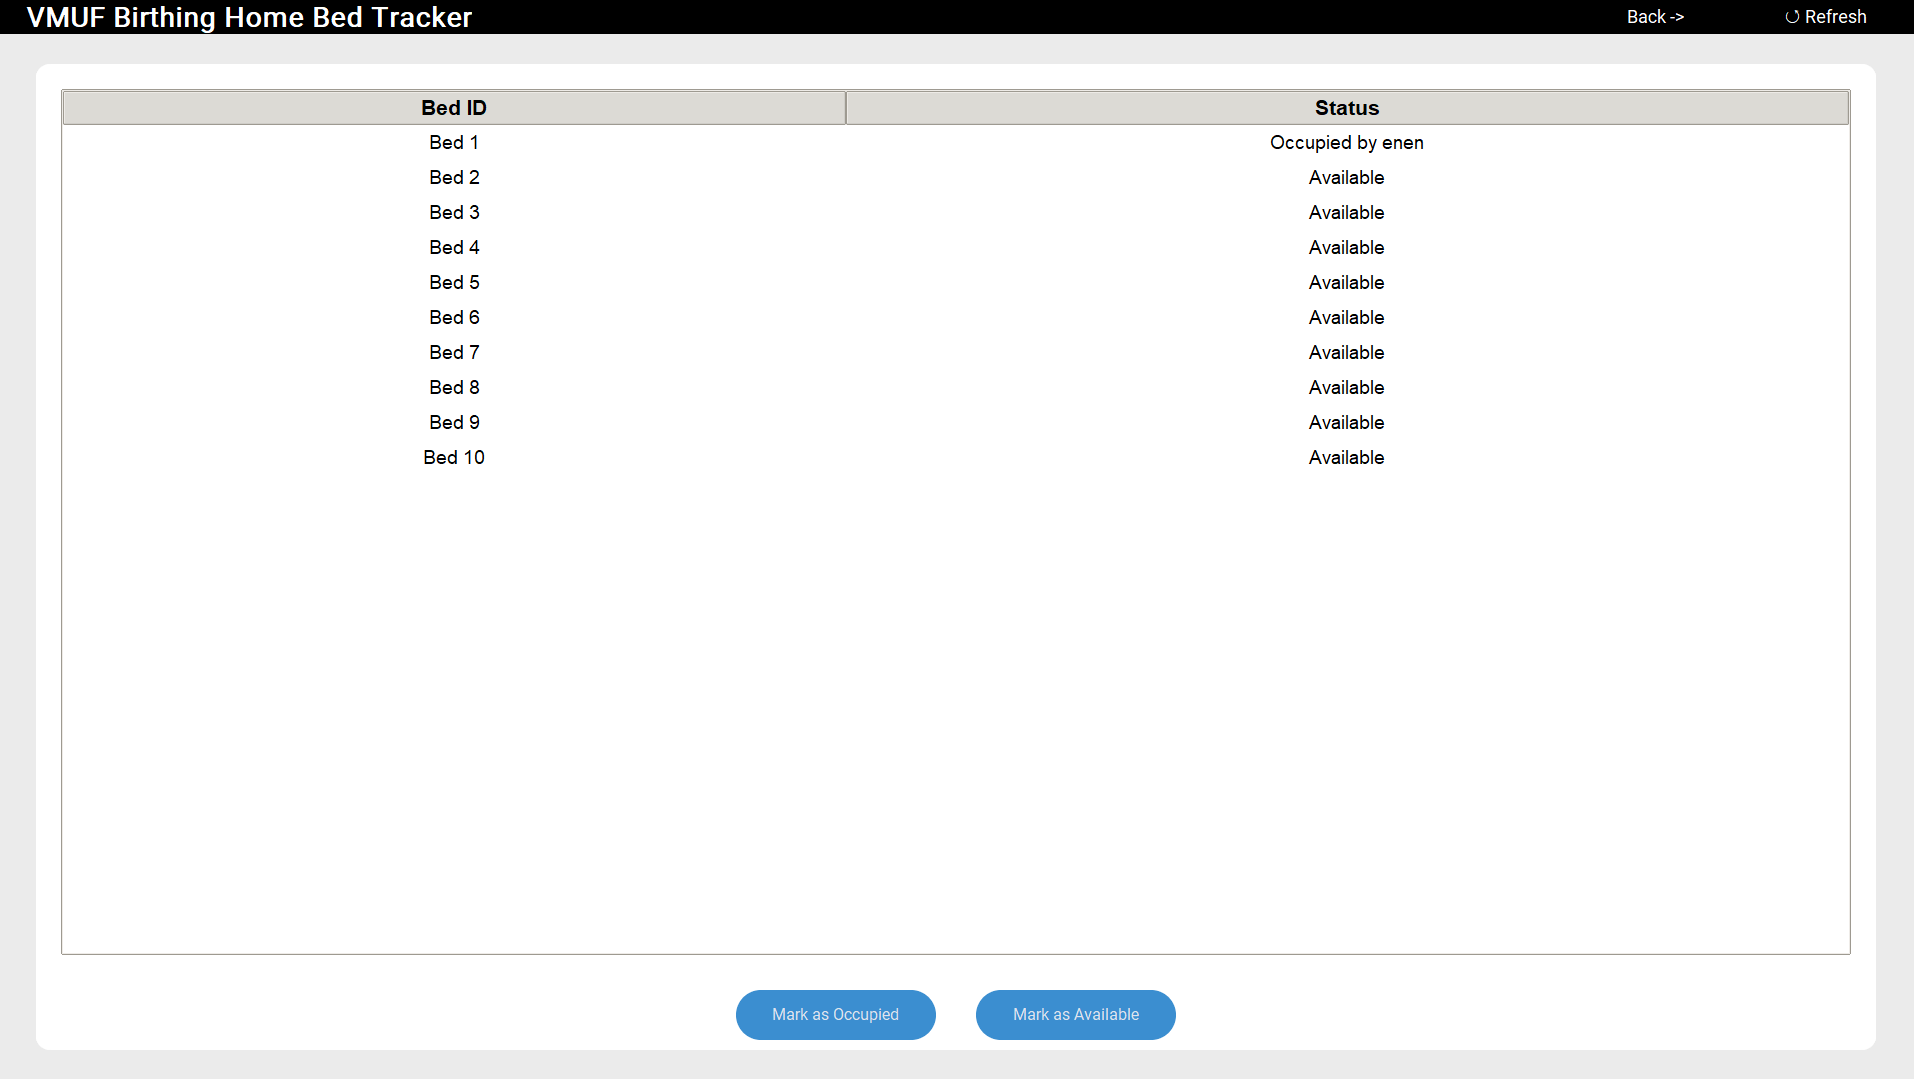 VMUF Birthing Home Bed Tracker
Back ->
Refresh
Bed ID Status
Bed 1 Occupied by enen
Bed 2 Available
Bed 3 Available
Bed 4 Available
Bed 5 Available
Bed 6 Available
Bed 7 Available
Bed 8 Available
Bed 9 Available
Bed 10 Available
Mark as Occupied
Mark as Available